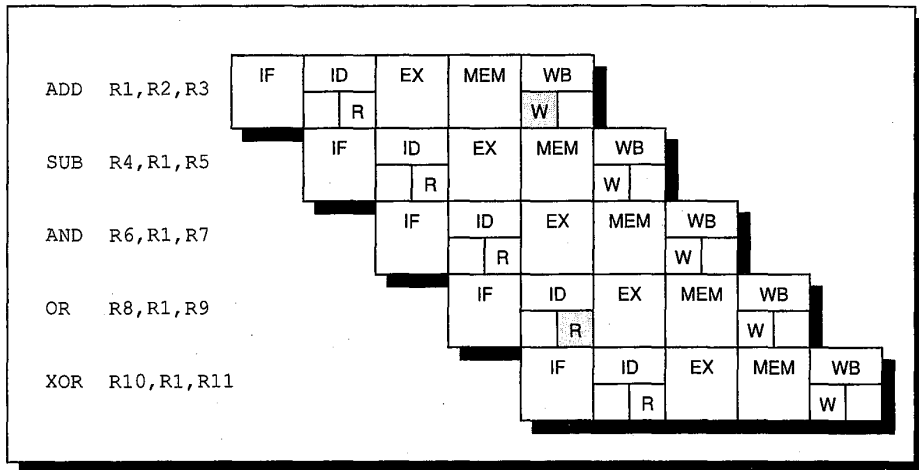 ADD R1,R2,R3 IF ID EX MEM WB
R W
SUB R4,R1,R5 IF ID EX MEM WB
R W
AND R6,R1,R7 IF ID EX MEM WB
R W
OR R8,R1,R9 IF ID EX MEM WB
R W
XOR R10,R1,R11 IF ID EX MEM WB
R W